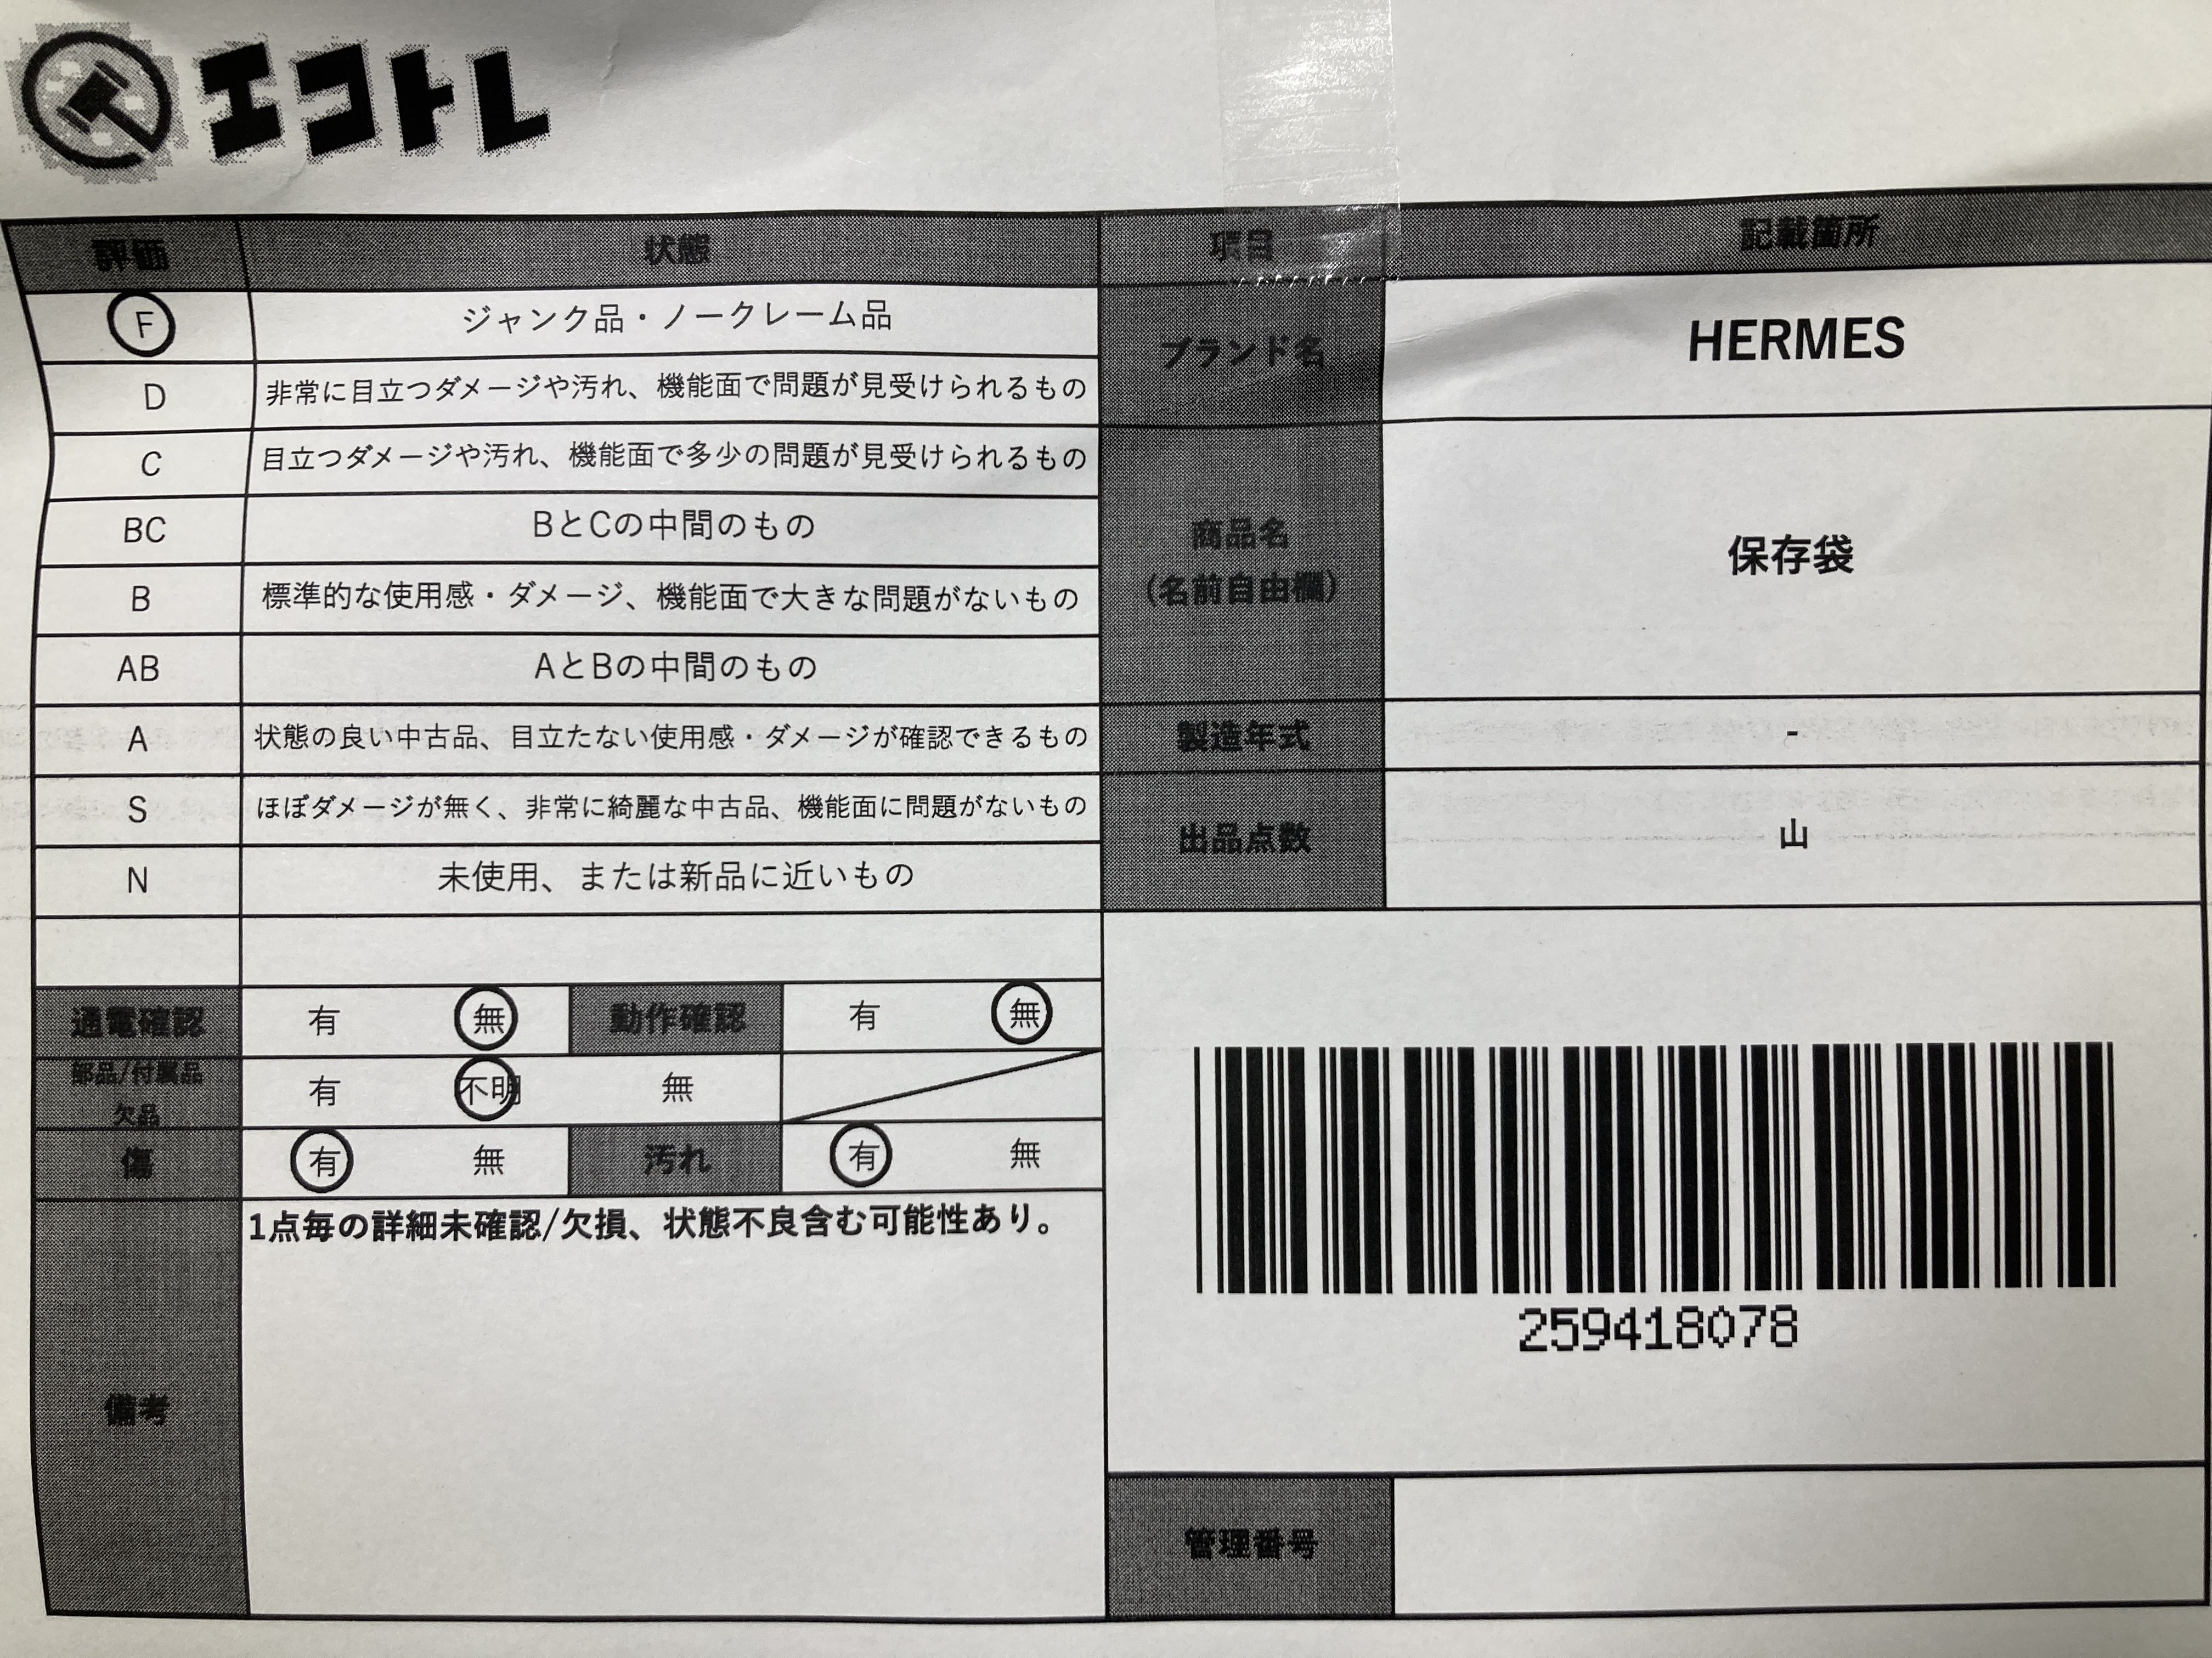 エコトレ
評価 状態
F ジャンク品・ノークレーム品
D 非常に目立つダメージや汚れ、機能面で問題が見受けられるもの
C 目立つダメージや汚れ、機能面で多少の問題が見受けられるもの
BC BとCの中間のもの
B 標準的な使用感・ダメージ、機能面で大きな問題がないもの
AB AとBの中間のもの
A 状態の良い中古品、目立たない使用感・ダメージが確認できるもの
S ほぼダメージが無く、非常に綺麗な中古品、機能面に問題がないもの
N 未使用、または新品に近いもの
通電確認 有 無 動作確認 有 無
部品/付属品
欠品 有 不明 無
傷 有 無 汚れ 有 無
備考 1点毎の詳細未確認/欠損、状態不良含む可能性あり。
項目 記載箇所
ブランド名 HERMES
商品名
(名前自由欄) 保存袋
製造年式 -
出品点数 山
259418078
管理番号